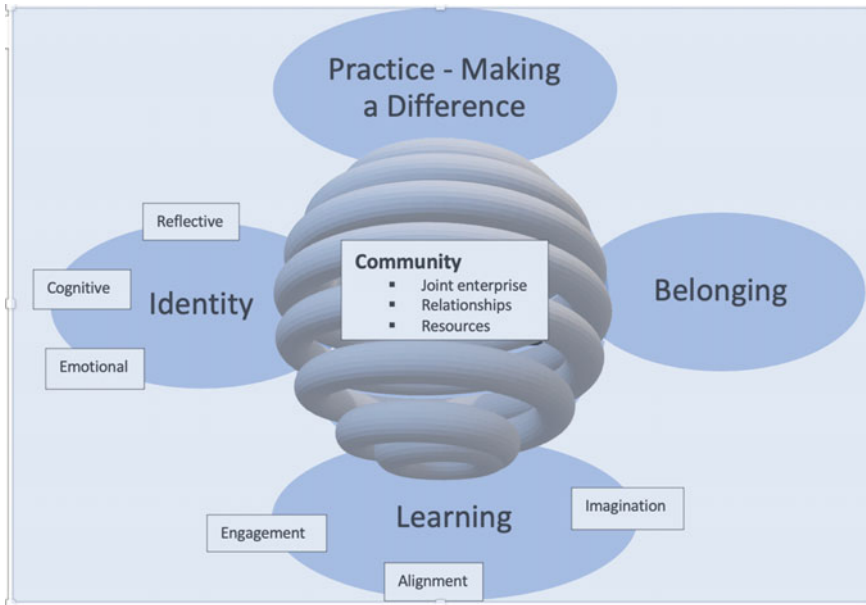 Practice - Making
a Difference
Reflective
Community
▪ Joint enterprise
▪ Relationships
▪ Resources
Cognitive
Identity
Belonging
Emotional
Learning
Imagination
Engagement
Alignment